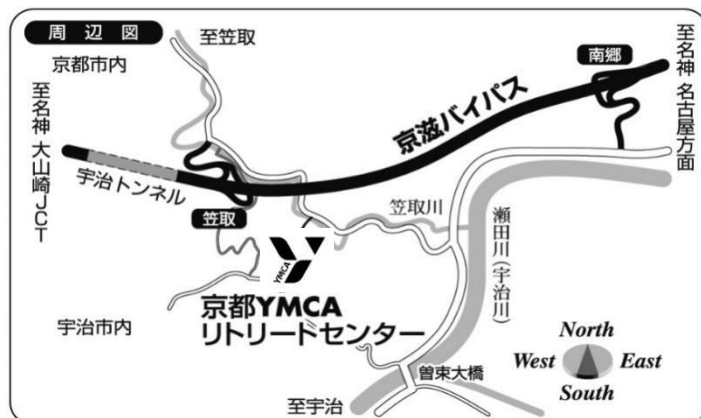 周辺図
至笠取
京都市内
至名神 大山崎JCT
宇治トンネル
笠取
京滋バイパス
南郷
至名神 名古屋方面
笠取川
瀬田川(宇治川)
YMCA
京都YMCA
リトリートセンター
宇治市内
曽束大橋
至宇治
North
West
East
South